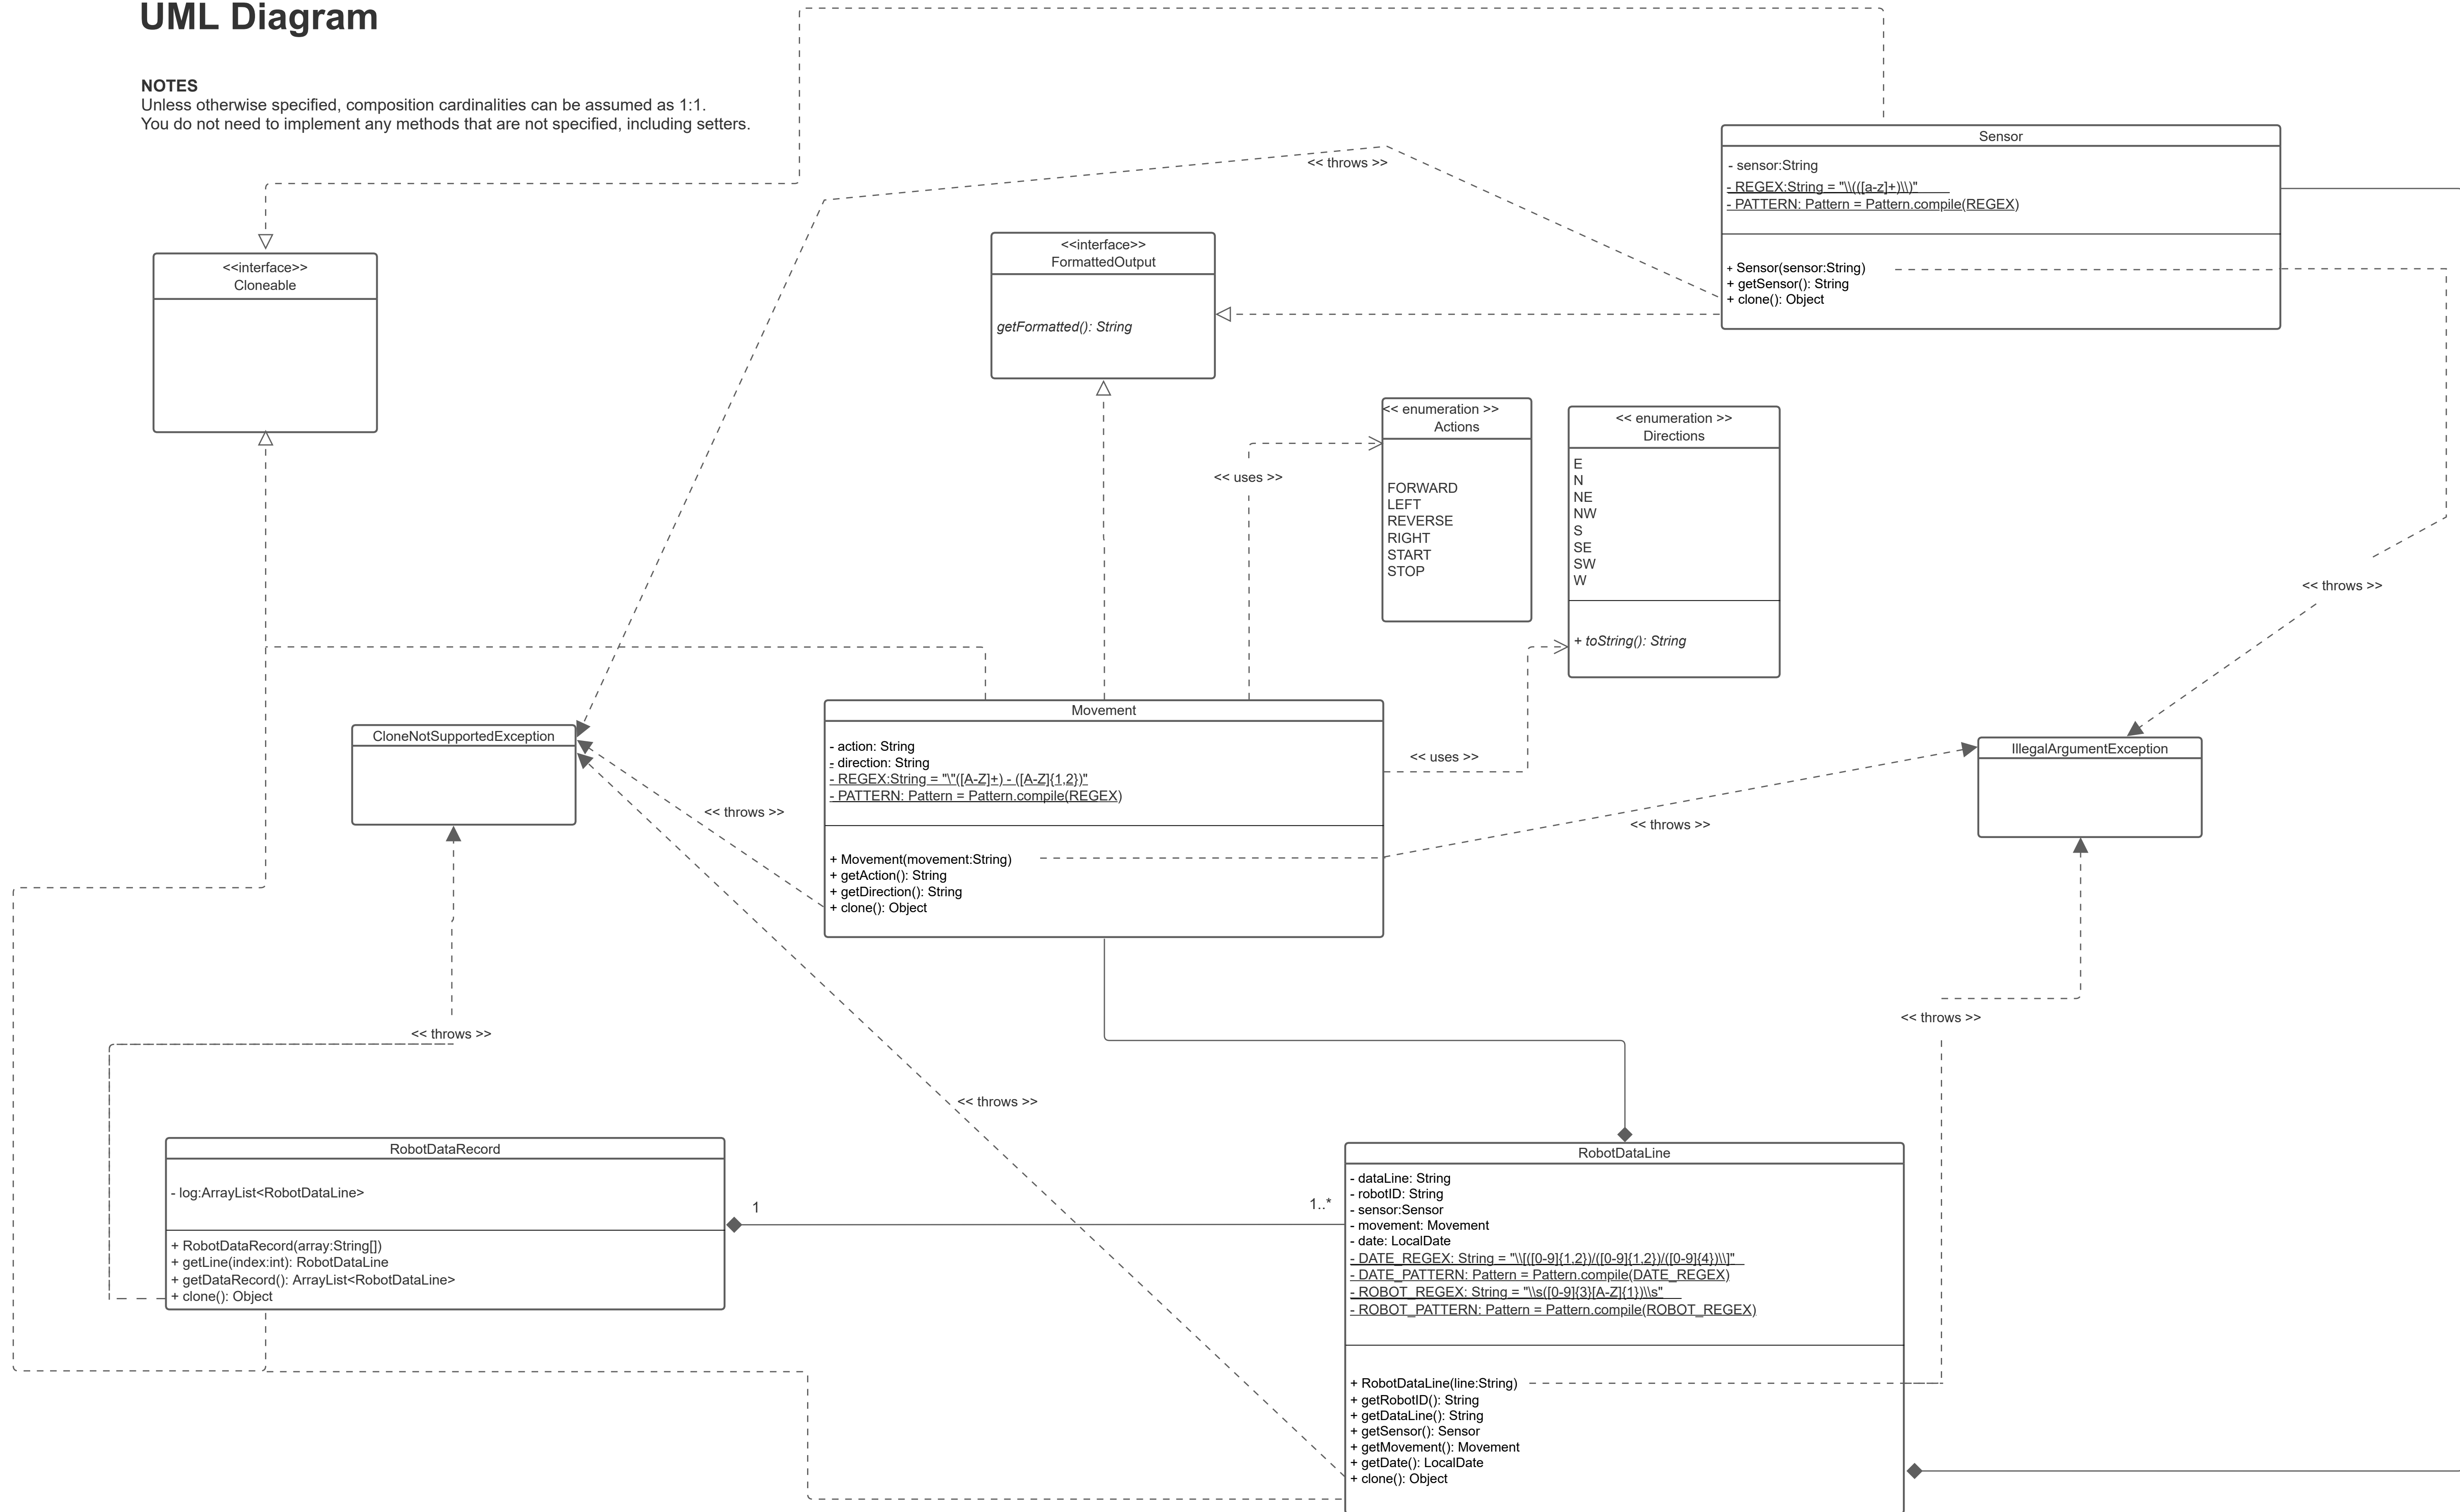 UML Diagram
NOTES
Unless otherwise specified, composition cardinalities can be assumed as 1:1.
You do not need to implement any methods that are not specified, including setters.
<< throws >>
Sensor
- sensor:String
- REGEX:String = "\\(([a-z]+)\\)"
- PATTERN: Pattern = Pattern.compile(REGEX)
+ Sensor(sensor:String)
+ getSensor(): String
+ clone(): Object
<<interface>>
Cloneable
<<interface>>
FormattedOutput
getFormatted(): String
<< uses >>
<< enumeration >>
Actions
FORWARD
LEFT
REVERSE
RIGHT
START
STOP
<< enumeration >>
Directions
E
N
NE
NW
S
SE
SW
W
+ toString(): String
<< throws >>
CloneNotSupportedException
<< throws >>
Movement
- action: String
- direction: String
- REGEX:String = "\"([A-Z]+) - ([A-Z]{1,2})"
- PATTERN: Pattern = Pattern.compile(REGEX)
+ Movement(movement:String)
+ getAction(): String
+ getDirection(): String
+ clone(): Object
<< uses >>
<< throws >>
IllegalArgumentException
<< throws >>
<< throws >>
<< throws >>
RobotDataRecord
- log:ArrayList<RobotDataLine>
+ RobotDataRecord(array:String[])
+ getLine(index:int): RobotDataLine
+ getDataRecord(): ArrayList<RobotDataLine>
+ clone(): Object
1
1..*
RobotDataLine
- dataLine: String
- robotID: String
- sensor:Sensor
- movement: Movement
- date: LocalDate
- DATE_REGEX: String = "\\[([0-9]{1,2})/([0-9]{1,2})/([0-9]{4})\\]"
- DATE_PATTERN: Pattern = Pattern.compile(DATE_REGEX)
- ROBOT_REGEX: String = "\\s([0-9]{3}[A-Z]{1})\\s"
- ROBOT_PATTERN: Pattern = Pattern.compile(ROBOT_REGEX)
+ RobotDataLine(line:String)
+ getRobotID(): String
+ getDataLine(): String
+ getSensor(): Sensor
+ getMovement(): Movement
+ getDate(): LocalDate
+ clone(): Object